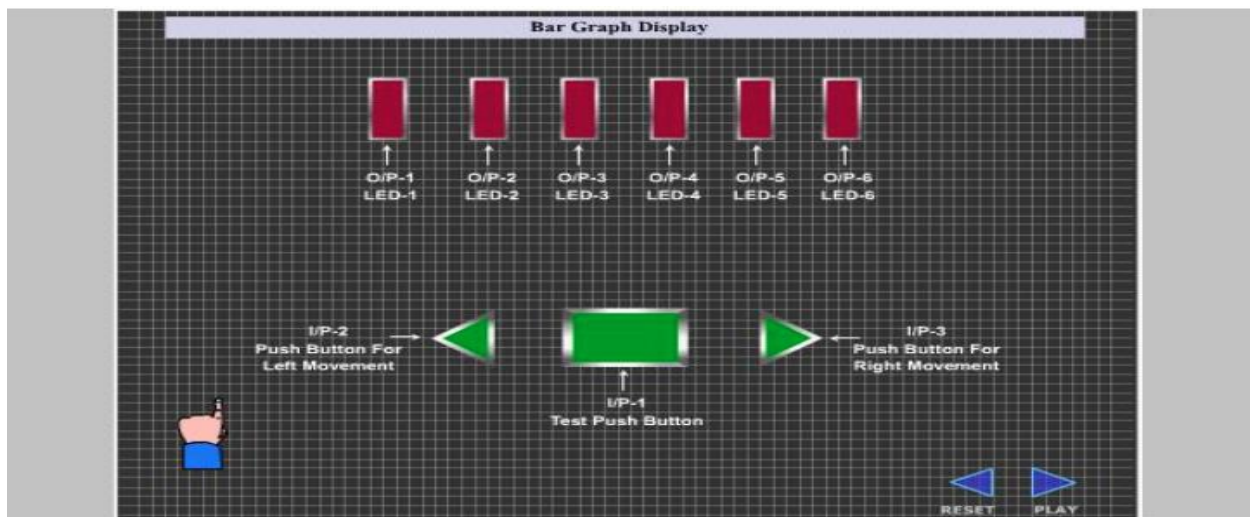 Bar Graph Display
O/P-1
LED-1
O/P-2
LED-2
O/P-3
LED-3
O/P-4
LED-4
O/P-5
LED-5
O/P-6
LED-6
I/P-2
Push Button For
Left Movement
I/P-1
Test Push Button
I/P-3
Push Button For
Right Movement
RESET
PLAY